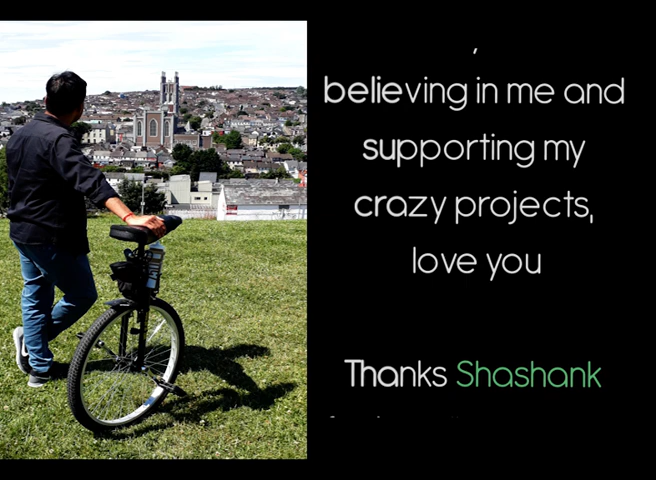 ,
believing in me and
supporting my
crazy projects,
love you
Thanks Shashank